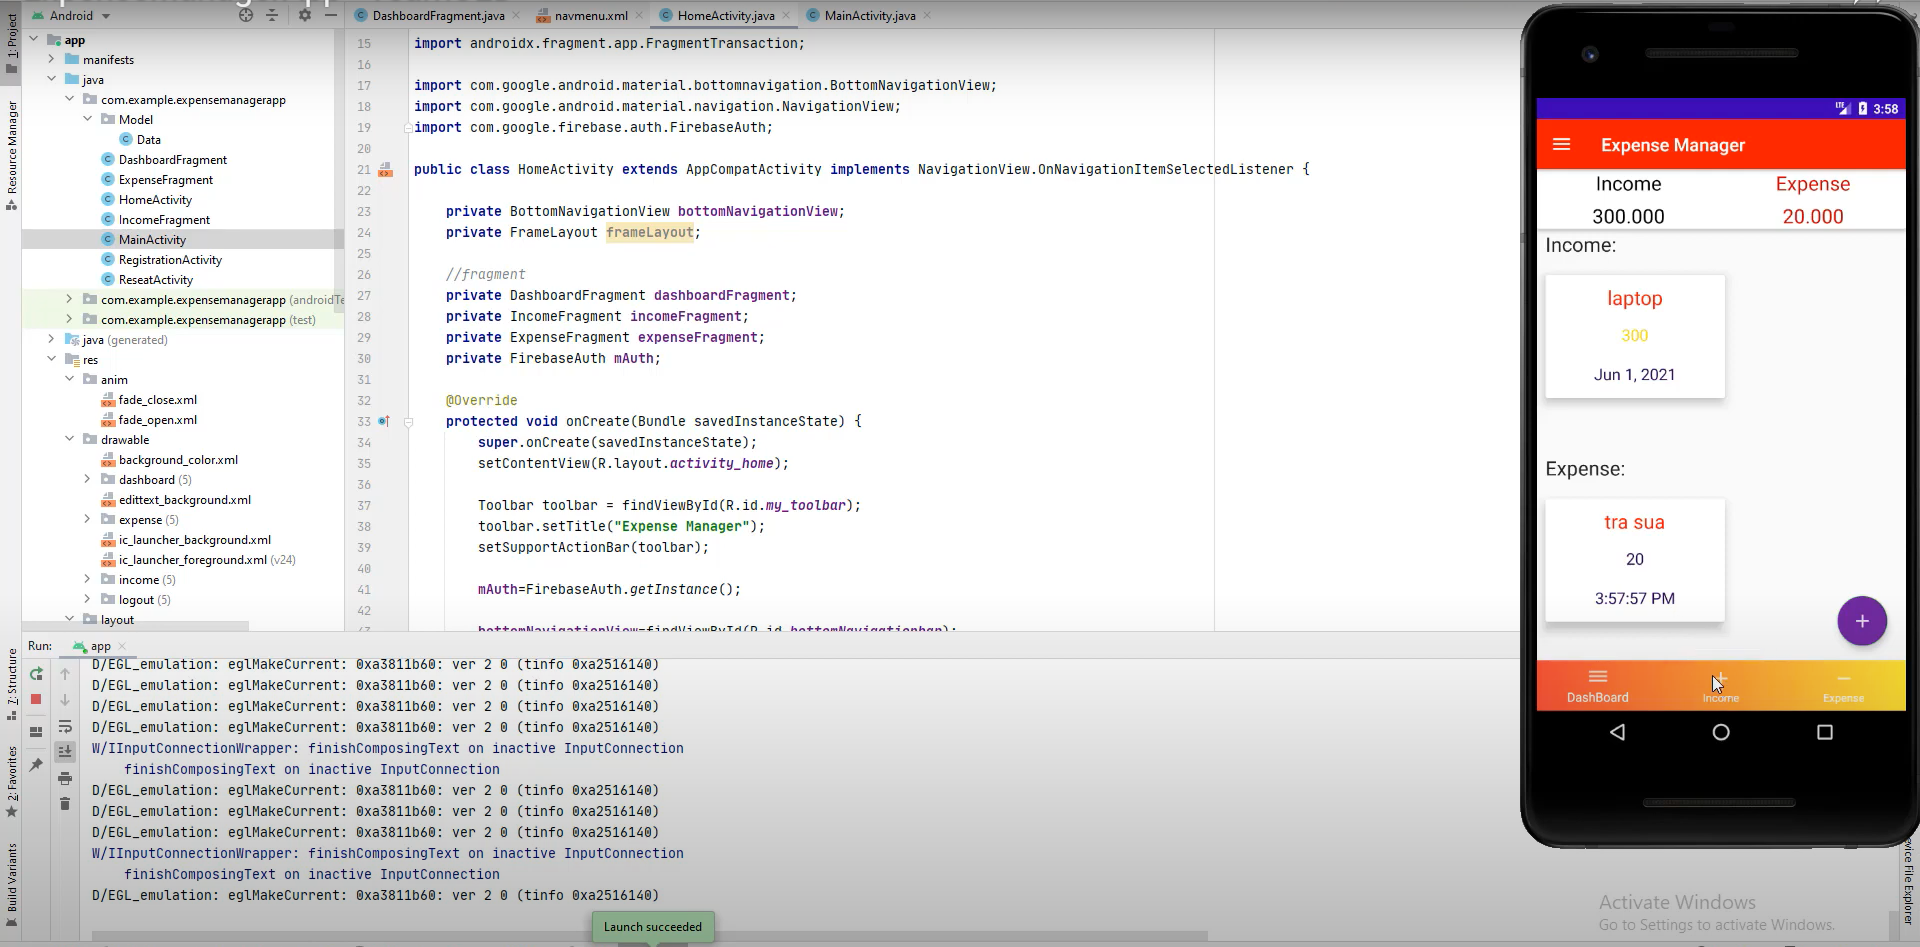 Android
DashboardFragment.java
navmenu.xml
HomeActivity.java
MainActivity.java
1: Project
Resource Manager
7: Structure
2: Favorites
Build Variants
app
manifests
java
com.example.expensemanagerapp
Model
Data
DashboardFragment
ExpenseFragment
HomeActivity
IncomeFragment
MainActivity
RegistrationActivity
ReseatActivity
com.example.expensemanagerapp (androidTe
com.example.expensemanagerapp (test)
java (generated)
res
anim
fade_close.xml
fade_open.xml
drawable
background_color.xml
dashboard (5)
edittext_background.xml
expense (5)
ic_launcher_background.xml
ic_launcher_foreground.xml (v24)
income (5)
logout (5)
layout
15 import androidx.fragment.app.FragmentTransaction;
16
17 import com.google.android.material.bottomnavigation.BottomNavigationView;
18 import com.google.android.material.navigation.NavigationView;
19 import com.google.firebase.auth.FirebaseAuth;
20
21 public class HomeActivity extends AppCompatActivity implements NavigationView.OnNavigationItemSelectedListener {
22
23 private BottomNavigationView bottomNavigationView;
24 private FrameLayout frameLayout;
25
26 //fragment
27 private DashboardFragment dashboardFragment;
28 private IncomeFragment incomeFragment;
29 private ExpenseFragment expenseFragment;
30 private FirebaseAuth mAuth;
31
32 @Override
33 protected void onCreate(Bundle savedInstanceState) {
34 super.onCreate(savedInstanceState);
35 setContentView(R.layout.activity_home);
36
37 Toolbar toolbar = findViewById(R.id.my_toolbar);
38 toolbar.setTitle("Expense Manager");
39 setSupportActionBar(toolbar);
40
41 mAuth=FirebaseAuth.getInstance();
42
bottomNavigationView=findViewById(R.id.bottomNavigationbar);
Run: app
D/EGL_emulation: eglMakeCurrent: 0xa3811b60: ver 2 0 (tinfo 0xa2516140)
D/EGL_emulation: eglMakeCurrent: 0xa3811b60: ver 2 0 (tinfo 0xa2516140)
D/EGL_emulation: eglMakeCurrent: 0xa3811b60: ver 2 0 (tinfo 0xa2516140)
D/EGL_emulation: eglMakeCurrent: 0xa3811b60: ver 2 0 (tinfo 0xa2516140)
W/IInputConnectionWrapper: finishComposingText on inactive InputConnection
finishComposingText on inactive InputConnection
D/EGL_emulation: eglMakeCurrent: 0xa3811b60: ver 2 0 (tinfo 0xa2516140)
D/EGL_emulation: eglMakeCurrent: 0xa3811b60: ver 2 0 (tinfo 0xa2516140)
D/EGL_emulation: eglMakeCurrent: 0xa3811b60: ver 2 0 (tinfo 0xa2516140)
W/IInputConnectionWrapper: finishComposingText on inactive InputConnection
finishComposingText on inactive InputConnection
D/EGL_emulation: eglMakeCurrent: 0xa3811b60: ver 2 0 (tinfo 0xa2516140)
Launch succeeded
LTE 3:58
Expense Manager
Income Expense
300.000 20.000
Income:
laptop
300
Jun 1, 2021
Expense:
tra sua
20
3:57:57 PM
+
DashBoard Income Expense
Activate Windows
Go to Settings to activate Windows.
vice File Explorer